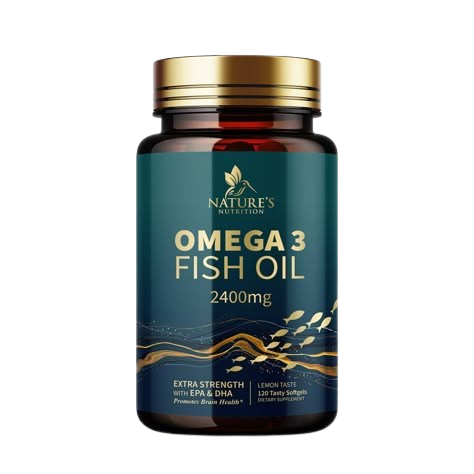 NATURE'S
NUTRITION
OMEGA 3
FISH OIL
2400mg
EXTRA STRENGTH
WITH EPA & DHA
Promotes Brain Health*
LEMON TASTE
120 Tasty Softgels
DIETARY SUPPLEMENT